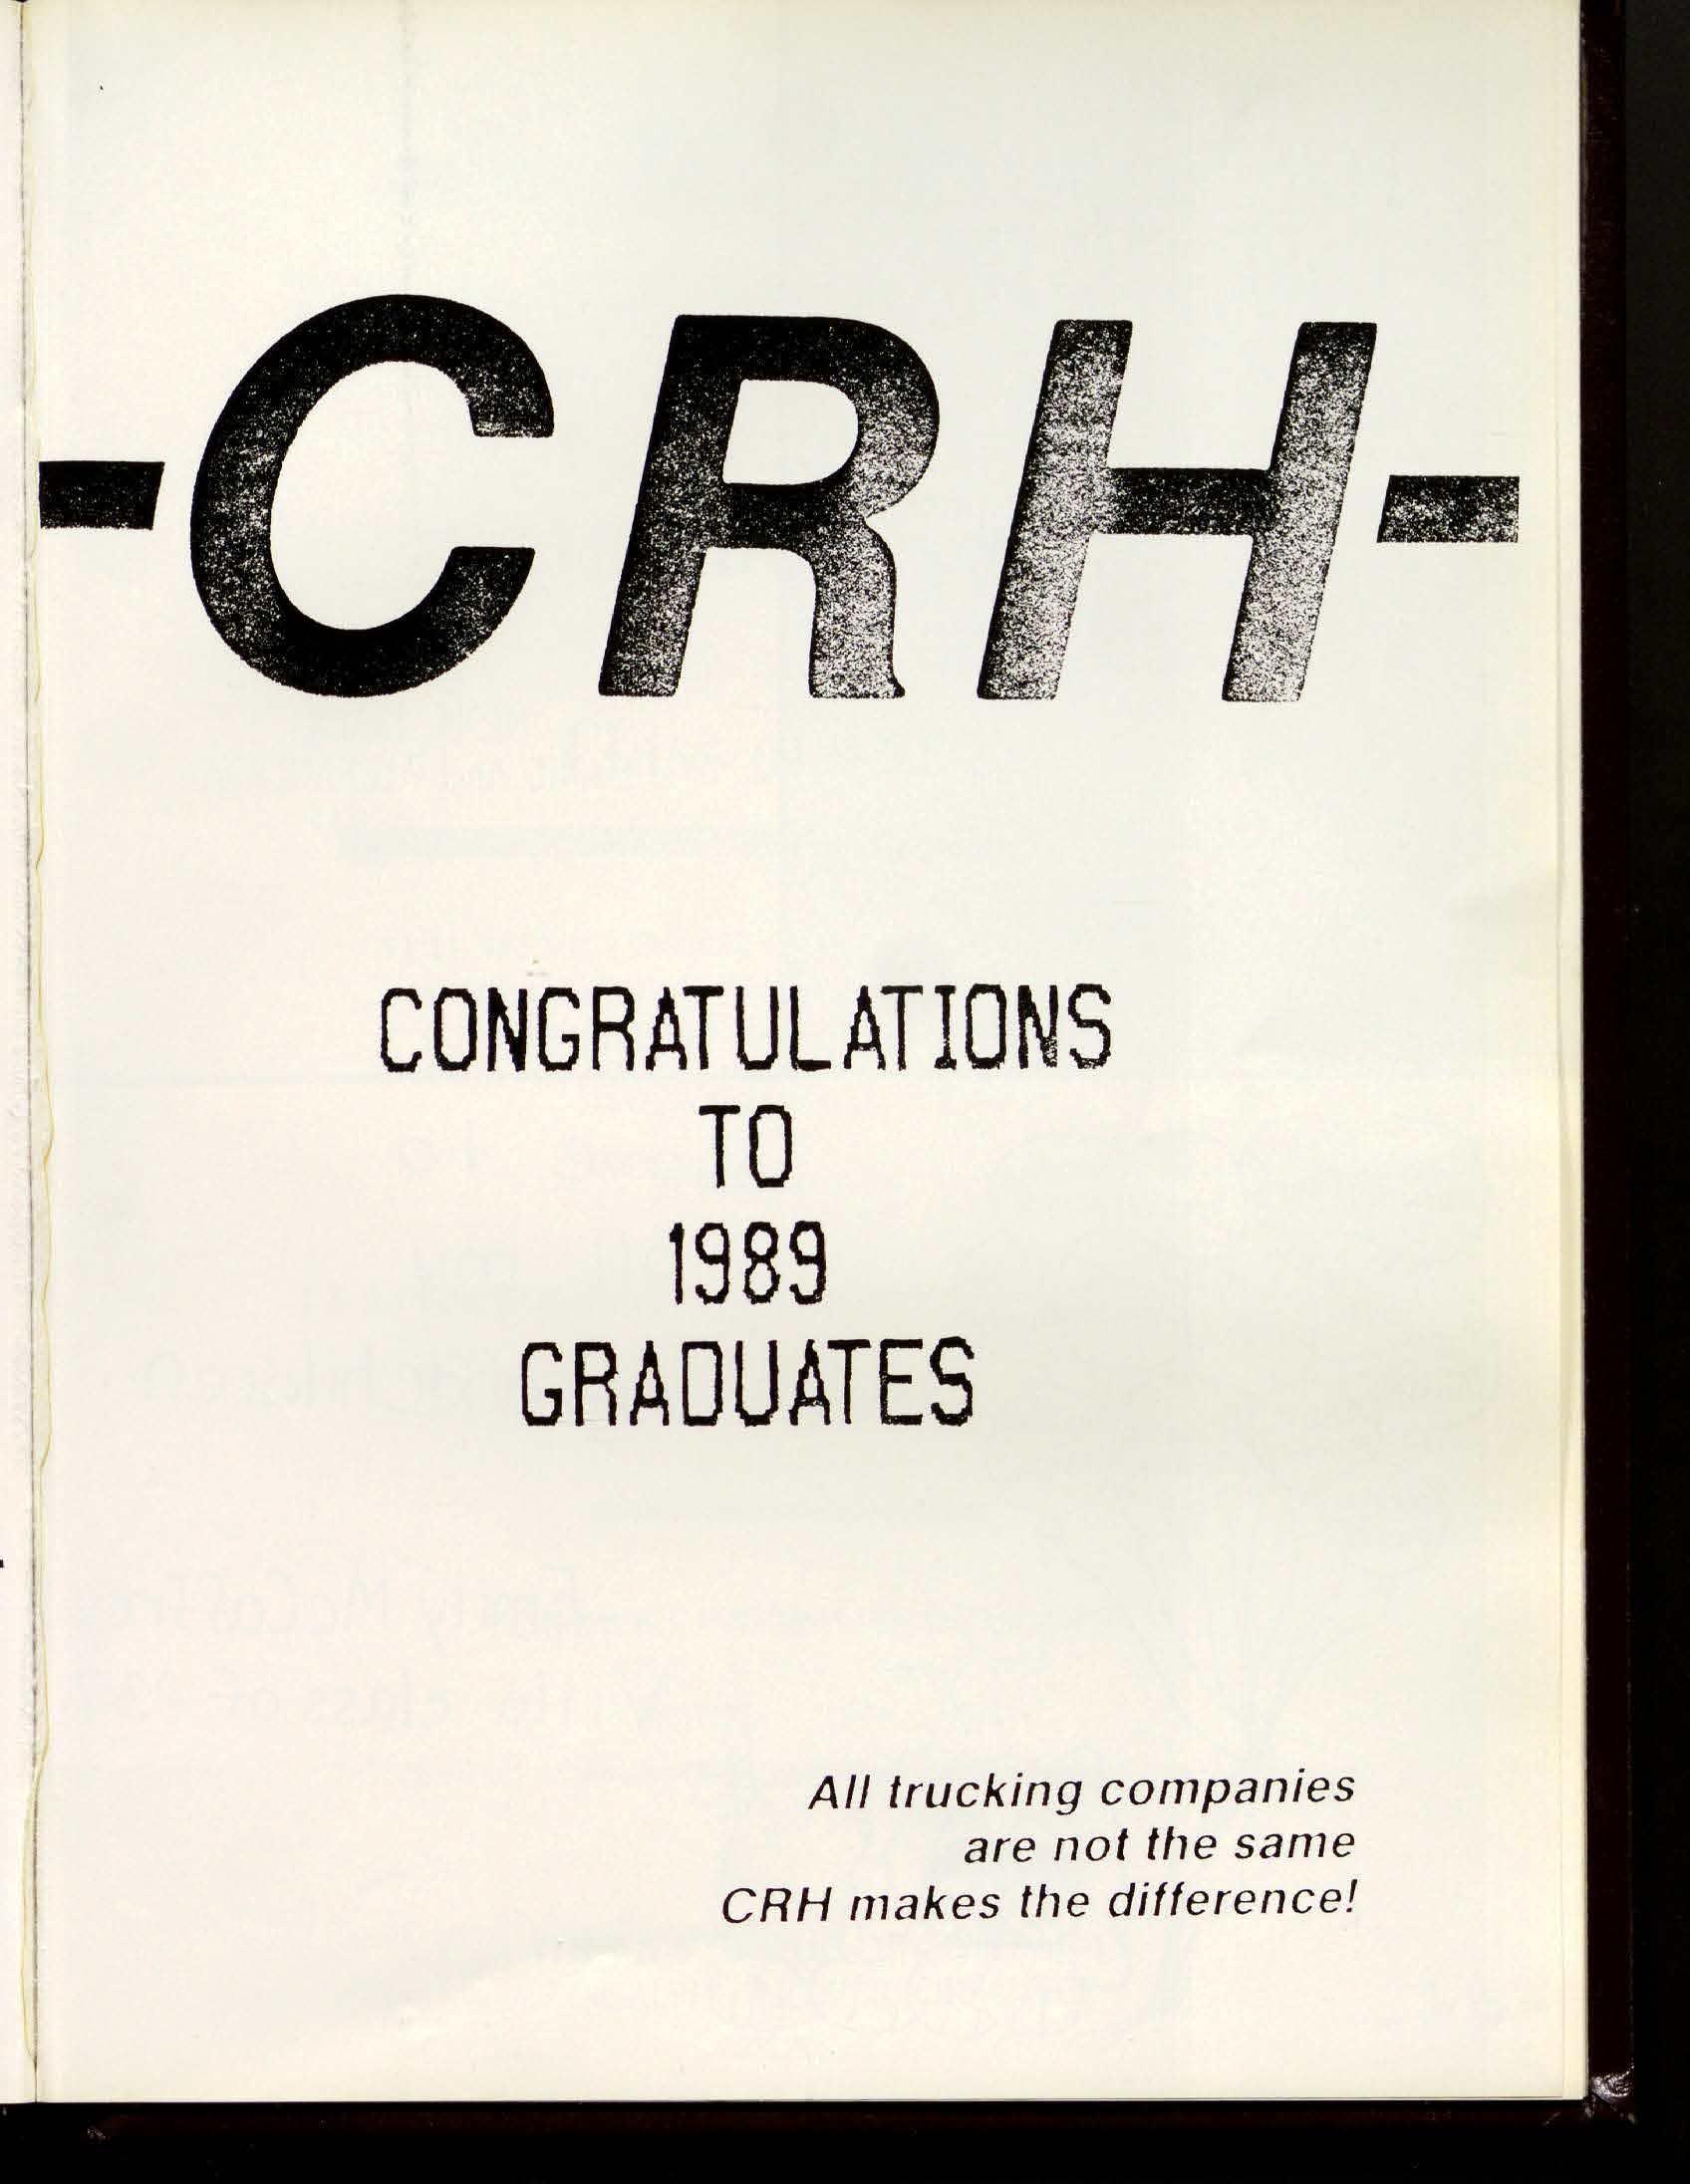 -CRH-
CONGRATULATIONS
TO
1989
GRADUATES
All trucking companies
are not the same
CRH makes the difference!